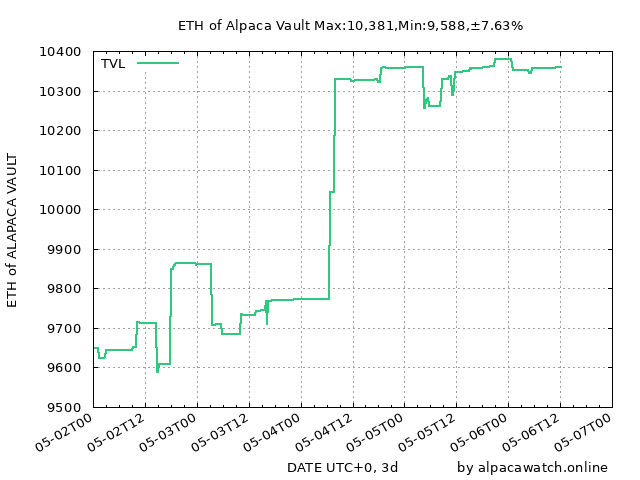 ETH of Alpaca Vault Max:10,381,Min:9,588,±7.63%
TVL
10400
10300
10200
10100
10000
9900
9800
9700
9600
9500
ETH of ALAPACA VAULT
05-02T00
05-02T12
05-03T00
05-03T12
05-04T00
05-04T12
05-05T00
05-05T12
05-06T00
05-06T12
05-07T00
DATE UTC+0, 3d
by alpacawatch.online